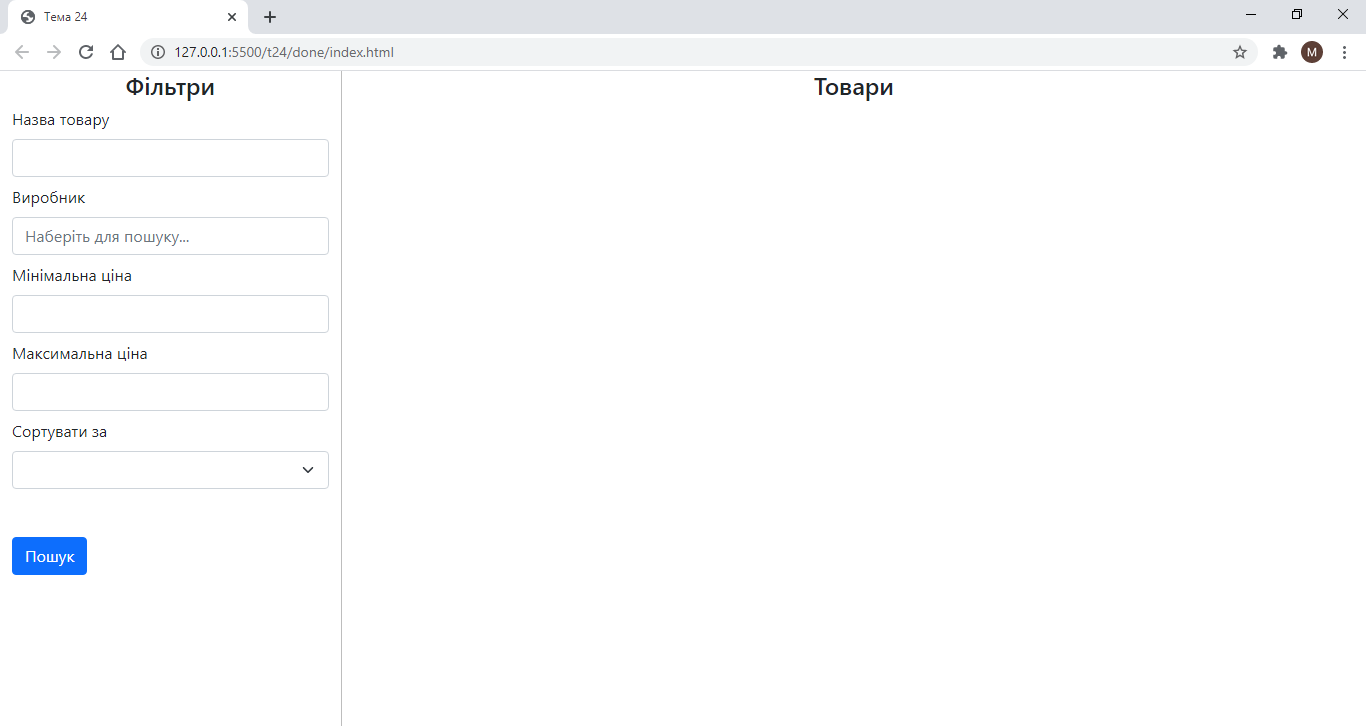 Тема 24
127.0.0.1:5500/t24/done/index.html
M
Фільтри
Назва товару
Виробник
Наберіть для пошуку...
Мінімальна ціна
Максимальна ціна
Сортувати за
Пошук
Товари